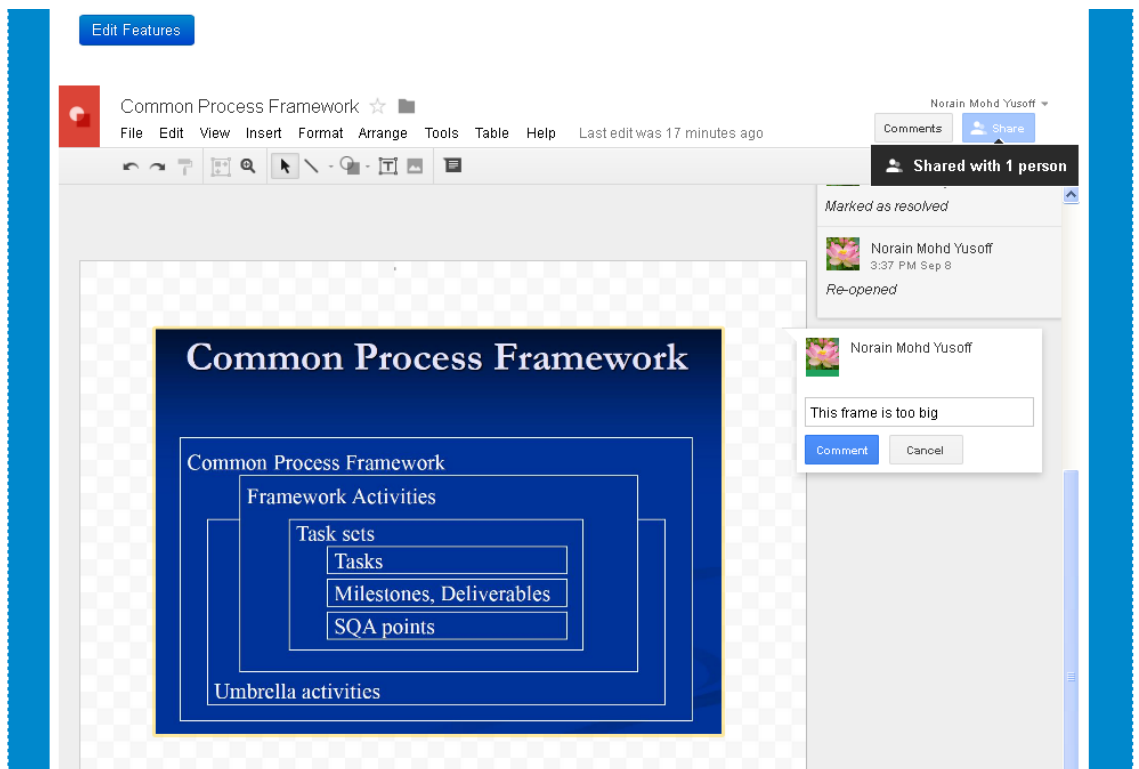 Edit Features
Common Process Framework
Norain Mohd Yusoff
File Edit View Insert Format Arrange Tools Table Help Last edit was 17 minutes ago
Comments
Share
Shared with 1 person
Marked as resolved
Norain Mohd Yusoff
3:37 PM Sep 8
Re-opened
Norain Mohd Yusoff
This frame is too big
Comment Cancel
Common Process Framework
Common Process Framework
Framework Activities
Task sets
Tasks
Milestones, Deliverables
SQA points
Umbrella activities